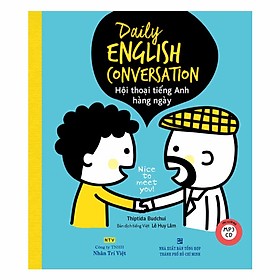 Daily
ENGLISH
CONVERSATION
Hội thoại tiếng Anh
hàng ngày
Nice to
meet
you!
Thiptida Budchui
Bản dịch tiếng Việt Lê Huy Lâm
MP3
CD
NTV
Công ty TNHH
Nhân Trí Việt
NHÀ XUẤT BẢN TỔNG HỢP
THÀNH PHỐ HỒ CHÍ MINH